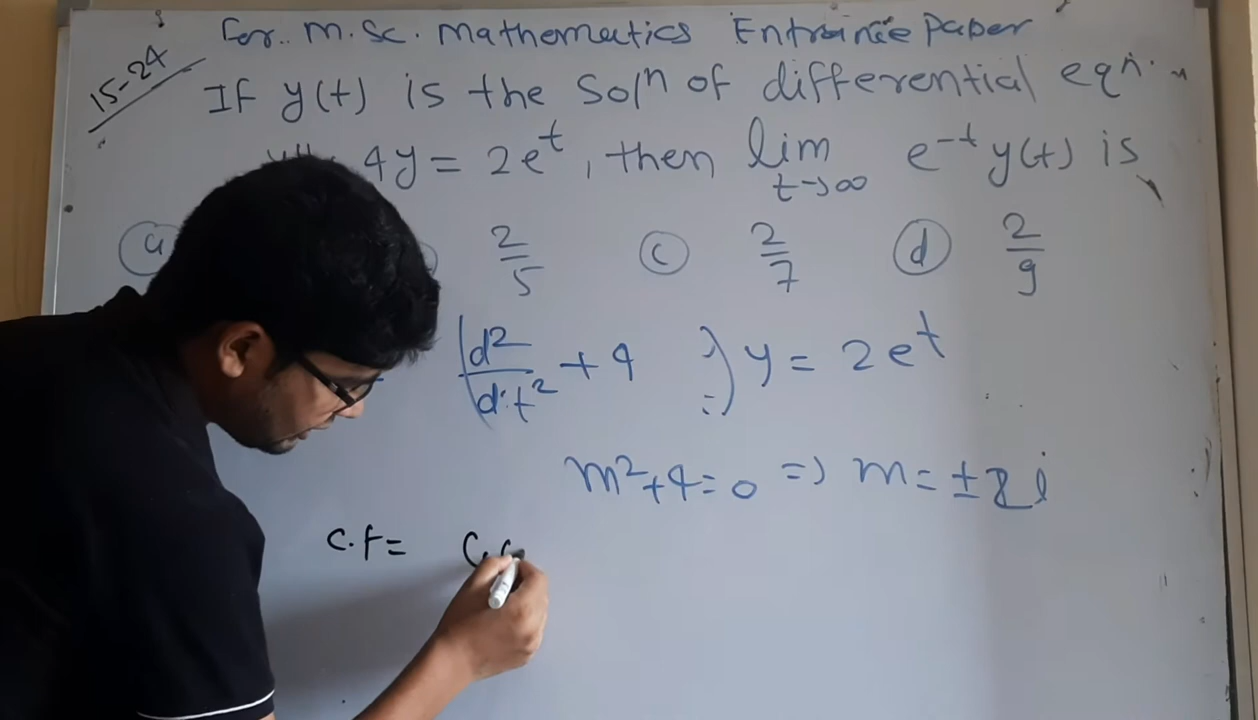 For.. M.Sc. Mathematics Entrance Paper
15-24
If y(t) is the Solⁿ of differential eqn.
4y = 2e^t, then lim t→∞ e^-t y(t) is
(a) 2/5 (c) 2/7 (d) 2/9
(d²/dt² + 4) y = 2e^t
m²+4=0 => m = ±2i
C.F = C₁ c